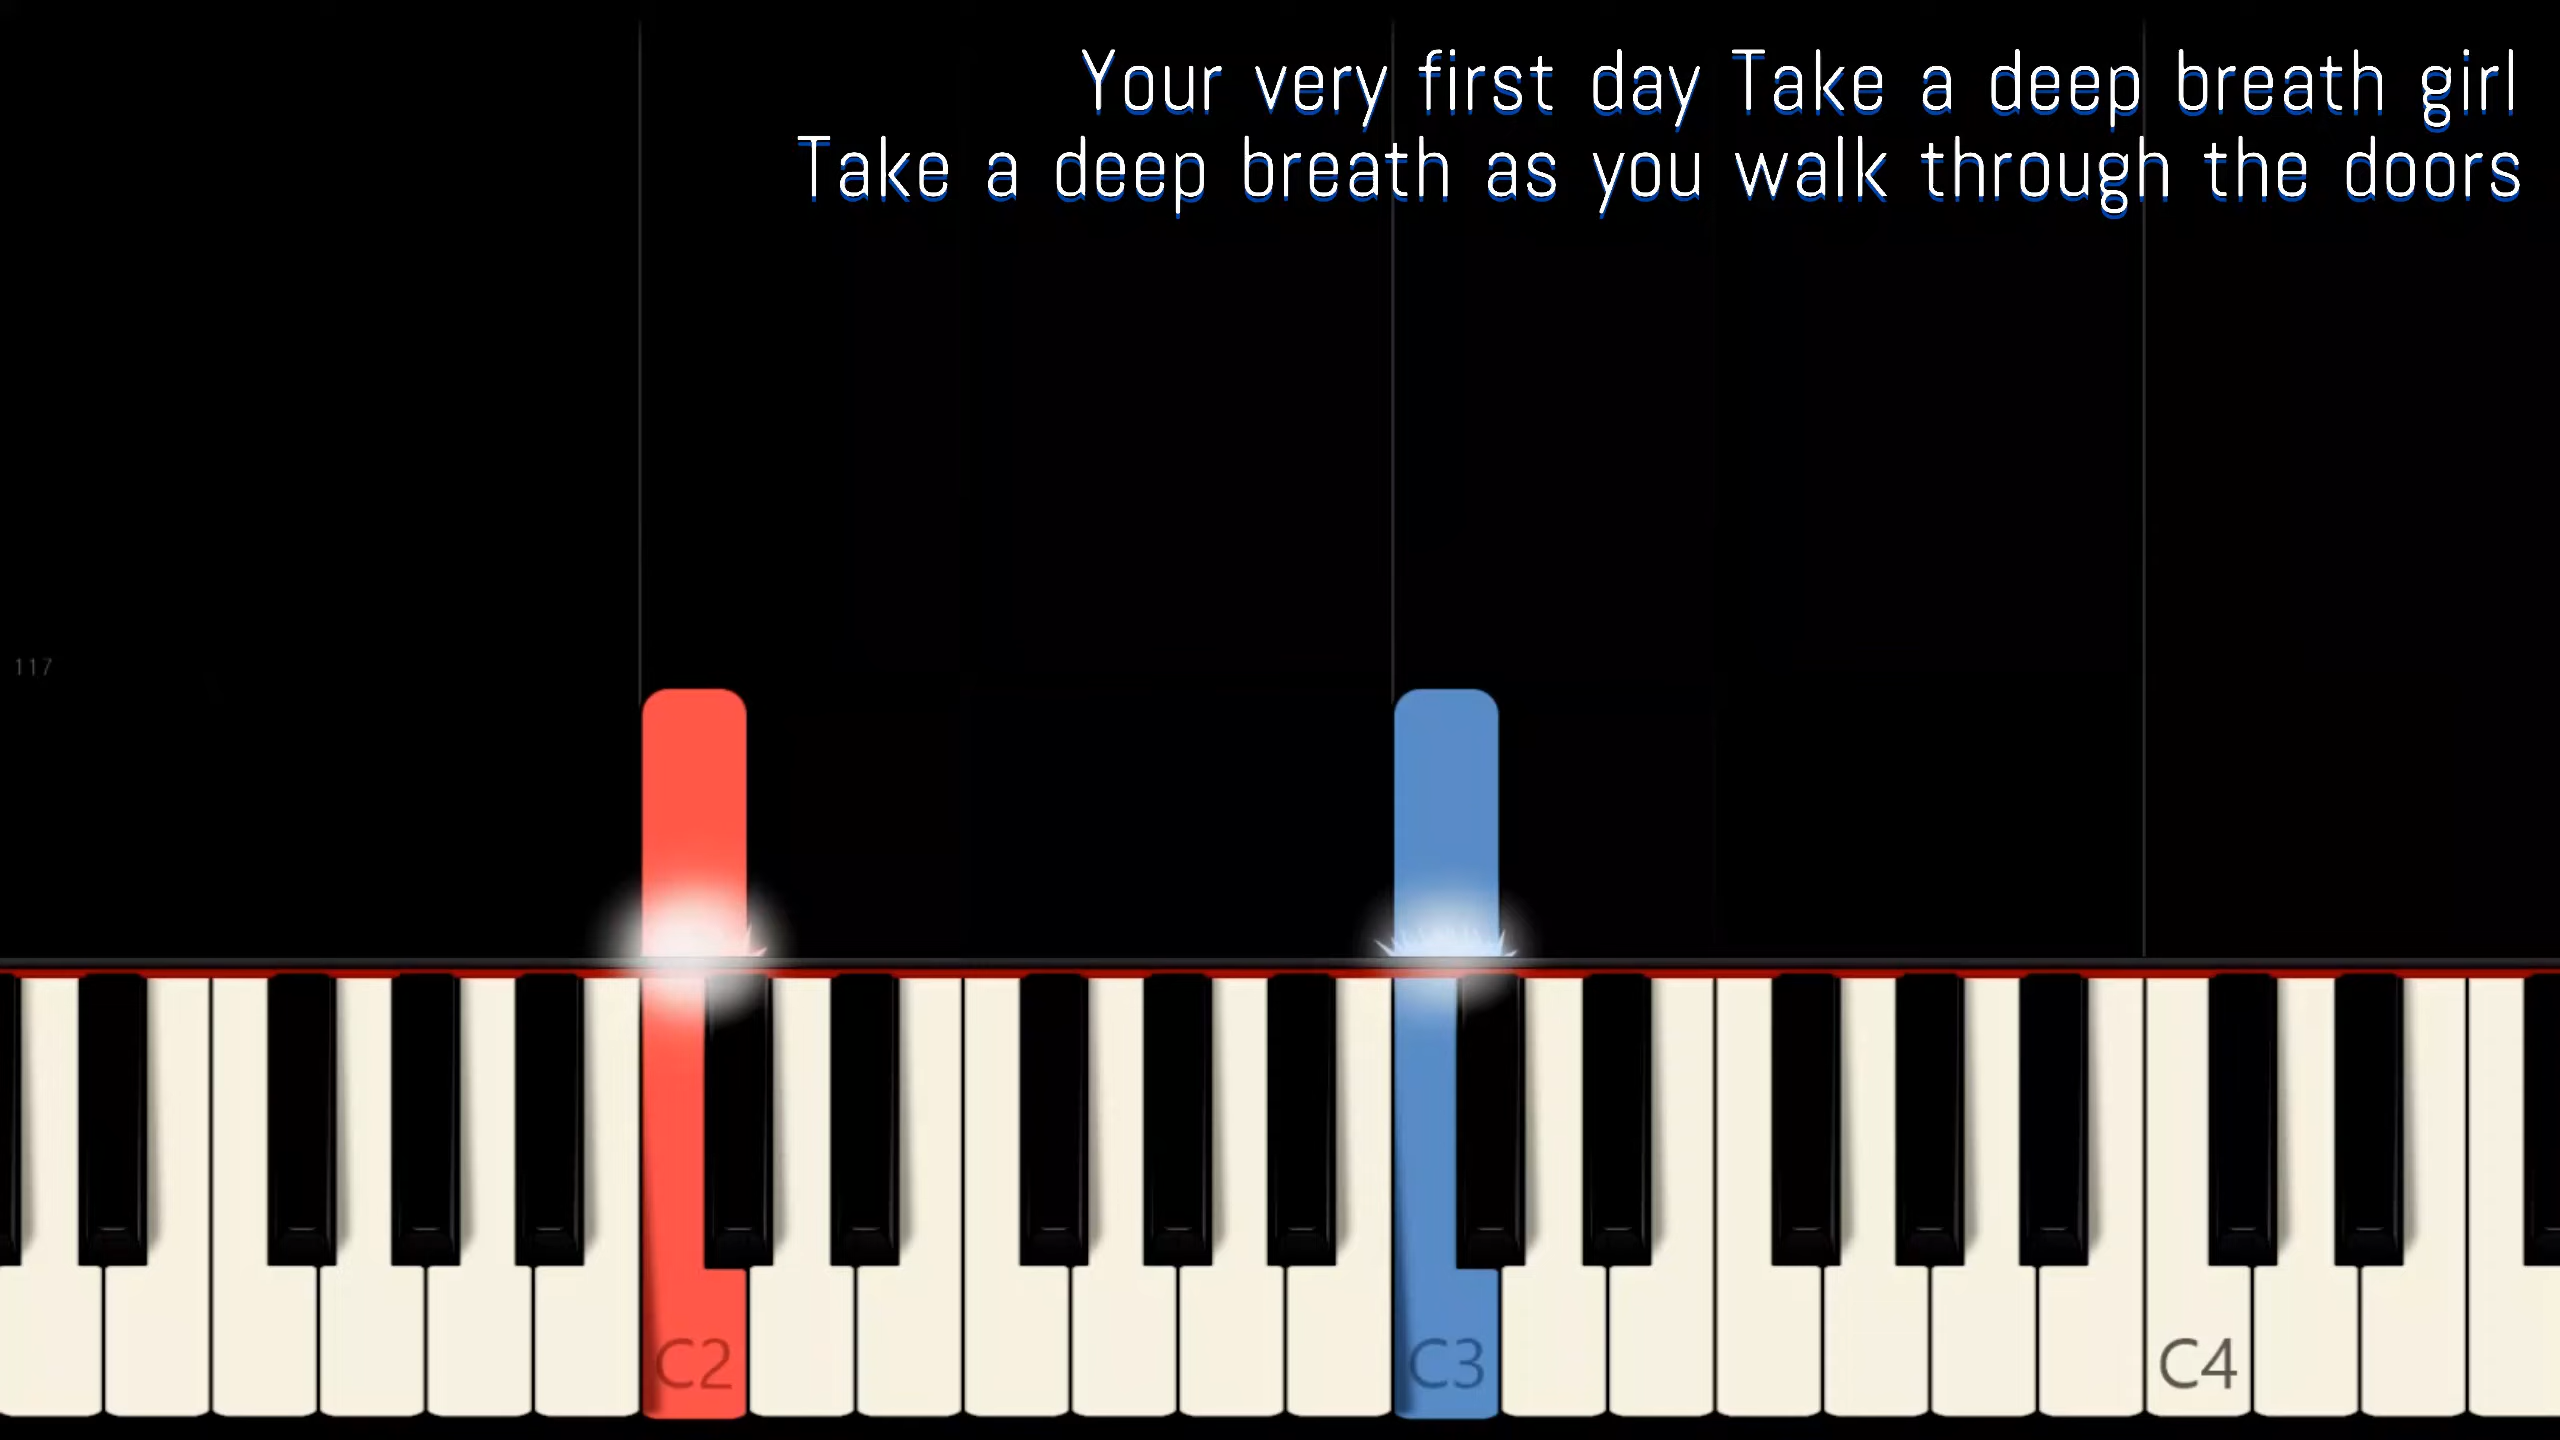 Your very first day Take a deep breath girl
Take a deep breath as you walk through the doors
117
C2 C3 C4